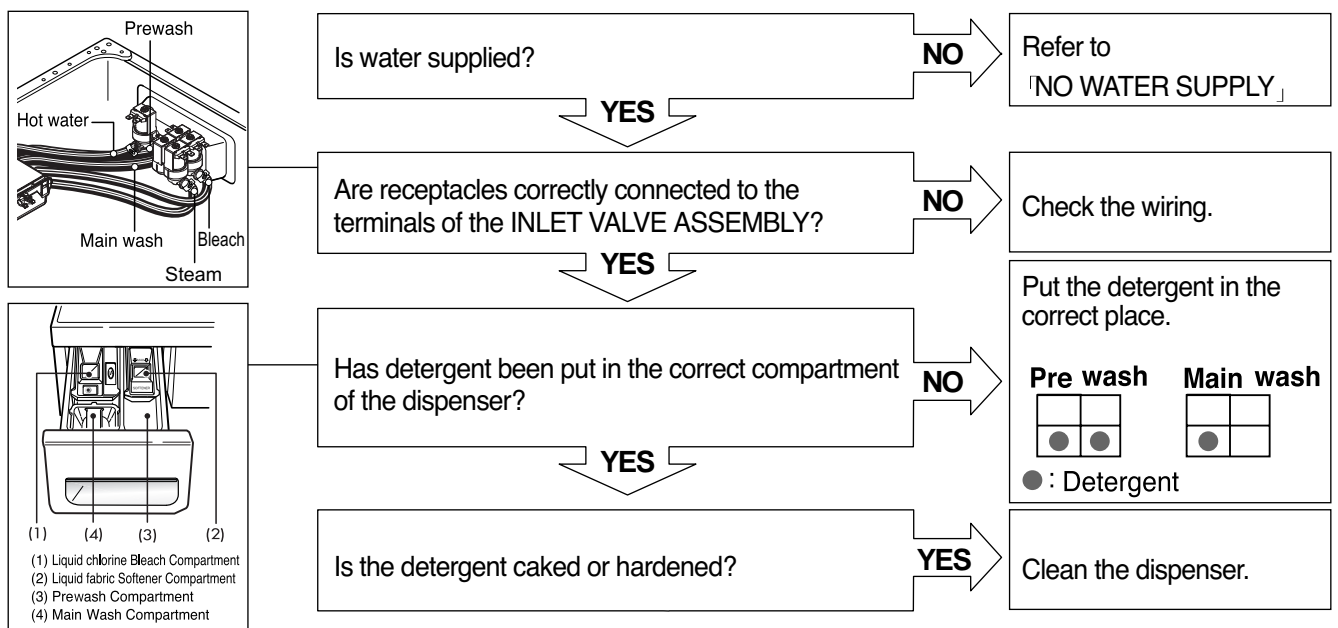 Prewash
Hot water
Main wash
Bleach
Steam
Is water supplied?
NO
Refer to
「NO WATER SUPPLY」
YES
Are receptacles correctly connected to the
terminals of the INLET VALVE ASSEMBLY?
NO
Check the wiring.
YES
SOFTENER
(1)
(4)
(3)
(2)
(1) Liquid chlorine Bleach Compartment
(2) Liquid fabric Softener Compartment
(3) Prewash Compartment
(4) Main Wash Compartment
Has detergent been put in the correct compartment
of the dispenser?
NO
Put the detergent in the
correct place.
Pre wash
Main wash
: Detergent
YES
Is the detergent caked or hardened?
YES
Clean the dispenser.